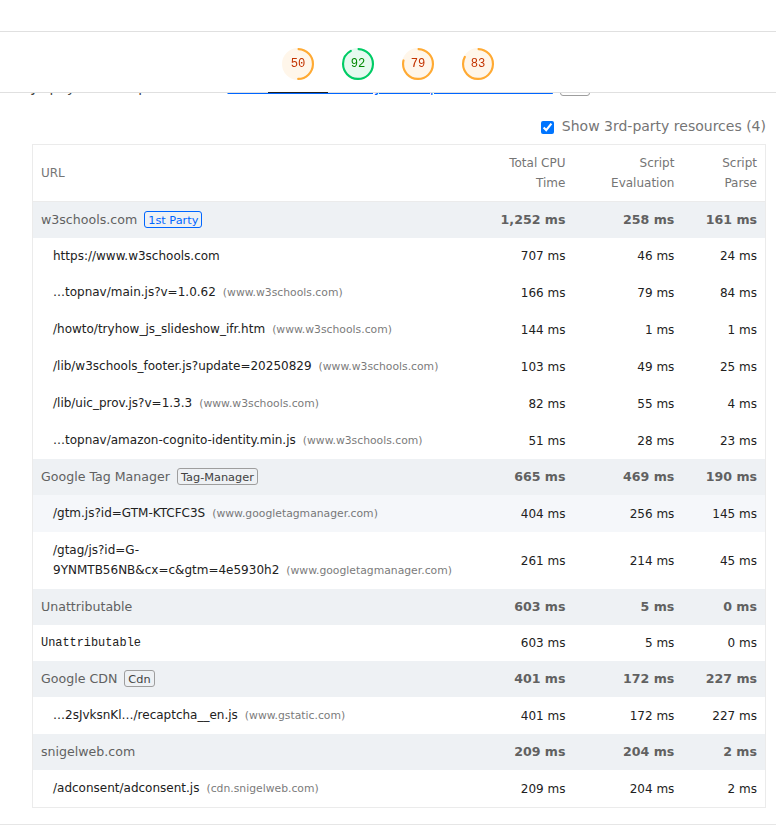 50 92 79 83
Show 3rd-party resources (4)
URL Total CPU Time Script Evaluation Script Parse
w3schools.com 1st Party 1,252 ms 258 ms 161 ms
https://www.w3schools.com 707 ms 46 ms 24 ms
…topnav/main.js?v=1.0.62 (www.w3schools.com) 166 ms 79 ms 84 ms
/howto/tryhow_js_slideshow_ifr.htm (www.w3schools.com) 144 ms 1 ms 1 ms
/lib/w3schools_footer.js?update=20250829 (www.w3schools.com) 103 ms 49 ms 25 ms
/lib/uic_prov.js?v=1.3.3 (www.w3schools.com) 82 ms 55 ms 4 ms
…topnav/amazon-cognito-identity.min.js (www.w3schools.com) 51 ms 28 ms 23 ms
Google Tag Manager Tag-Manager 665 ms 469 ms 190 ms
/gtm.js?id=GTM-KTCFC3S (www.googletagmanager.com) 404 ms 256 ms 145 ms
/gtag/js?id=G-
9YNMTB56NB&cx=c&gtm=4e5930h2 (www.googletagmanager.com) 261 ms 214 ms 45 ms
Unattributable 603 ms 5 ms 0 ms
Unattributable 603 ms 5 ms 0 ms
Google CDN Cdn 401 ms 172 ms 227 ms
…2sJvksnKl…/recaptcha__en.js (www.gstatic.com) 401 ms 172 ms 227 ms
snigelweb.com 209 ms 204 ms 2 ms
/adconsent/adconsent.js (cdn.snigelweb.com) 209 ms 204 ms 2 ms